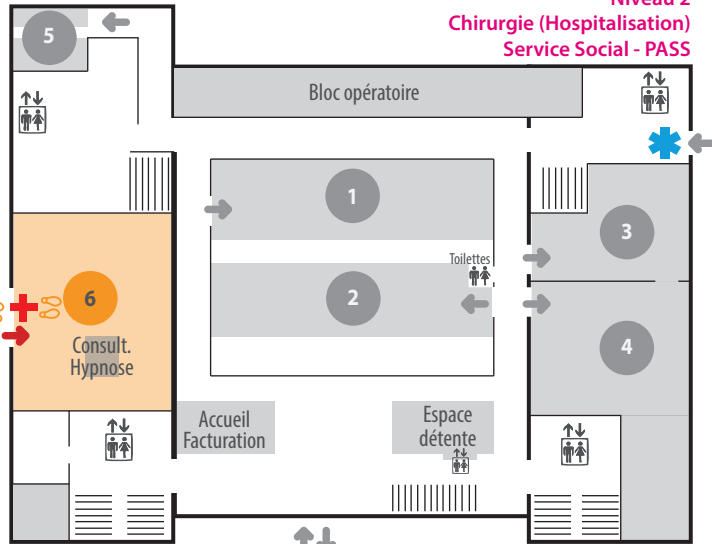 Niveau 2
Chirurgie (Hospitalisation)
Service Social - PASS
5
Bloc opératoire
1
3
Toilettes
2
6
4
Consult.
Hypnose
Accueil
Facturation
Espace
détente